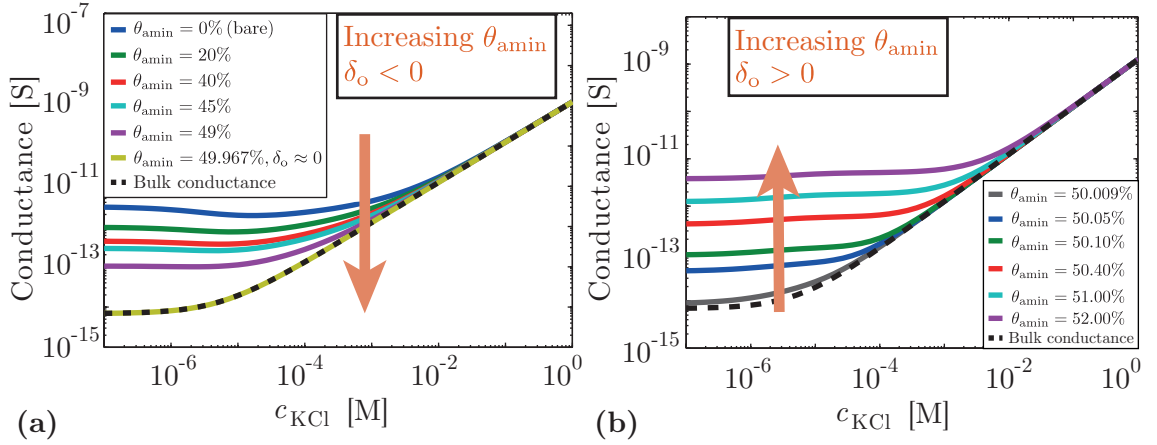 10⁻⁷
10⁻⁹
10⁻¹¹
10⁻¹³
10⁻¹⁵
Conductance [S]
θ_amin = 0% (bare)
θ_amin = 20%
θ_amin = 40%
θ_amin = 45%
θ_amin = 49%
θ_amin = 49.967%, δ_o ≈ 0
Bulk conductance
Increasing θ_amin
δ_o < 0
10⁻⁶
10⁻⁴
10⁻²
10⁰
c_KCl [M]
(a)
10⁻⁹
10⁻¹¹
10⁻¹³
10⁻¹⁵
Conductance [S]
Increasing θ_amin
δ_o > 0
θ_amin = 50.009%
θ_amin = 50.05%
θ_amin = 50.10%
θ_amin = 50.40%
θ_amin = 51.00%
θ_amin = 52.00%
Bulk conductance
10⁻⁶
10⁻⁴
10⁻²
10⁰
c_KCl [M]
(b)